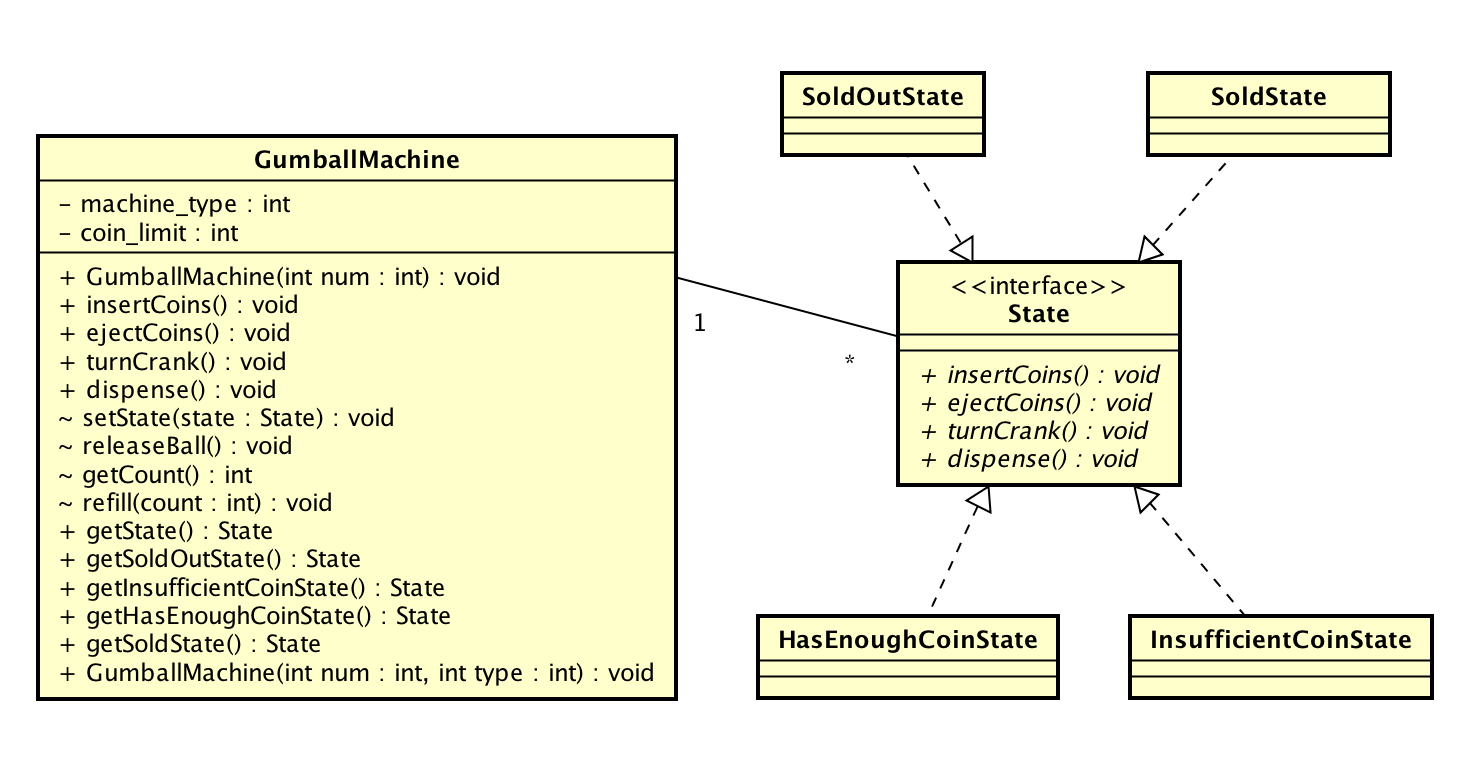 SoldOutState
SoldState
GumballMachine
- machine_type : int
- coin_limit : int
+ GumballMachine(int num : int) : void
+ insertCoins() : void
+ ejectCoins() : void
+ turnCrank() : void
+ dispense() : void
~ setState(state : State) : void
~ releaseBall() : void
~ getCount() : int
~ refill(count : int) : void
+ getState() : State
+ getSoldOutState() : State
+ getInsufficientCoinState() : State
+ getHasEnoughCoinState() : State
+ getSoldState() : State
+ GumballMachine(int num : int, int type : int) : void
1
*
<<interface>>
State
+ insertCoins() : void
+ ejectCoins() : void
+ turnCrank() : void
+ dispense() : void
HasEnoughCoinState
InsufficientCoinState